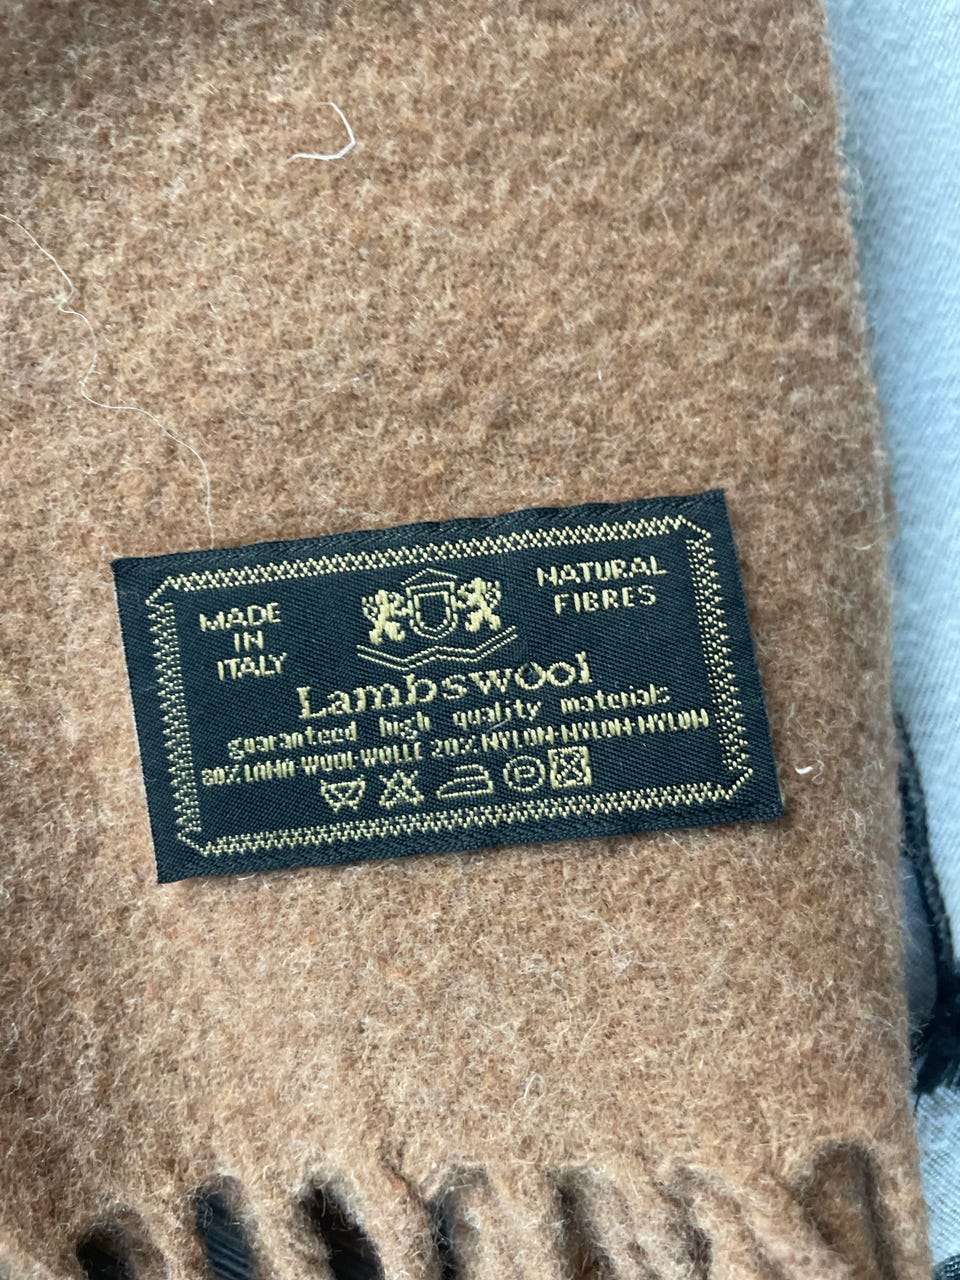 MADE
IN
ITALY
NATURAL
FIBRES
Lambswool
guaranteed high quality materials
80% LANA-WOOL-WOLLE 20% NYLON-NYLON-NYLON
P